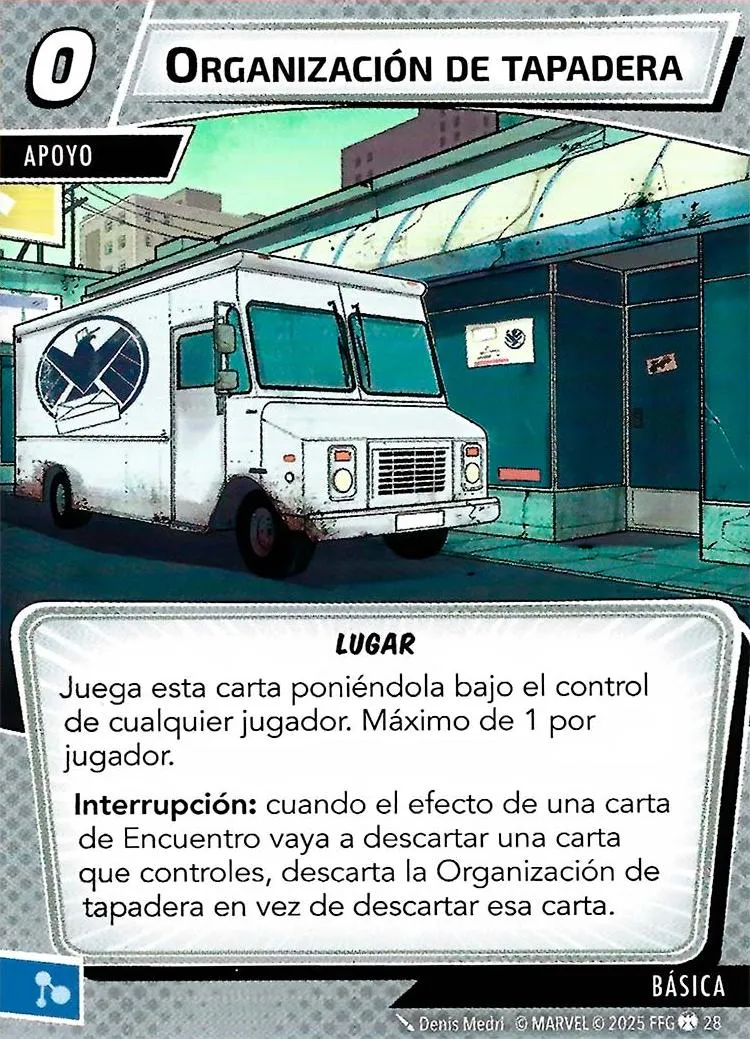 0
ORGANIZACIÓN DE TAPADERA
APOYO
LUGAR
Juega esta carta poniéndola bajo el control
de cualquier jugador. Máximo de 1 por
jugador.
Interrupción: cuando el efecto de una carta
de Encuentro vaya a descartar una carta
que controles, descarta la Organización de
tapadera en vez de descartar esa carta.
BÁSICA
Denis Medri © MARVEL © 2025 FFG 28